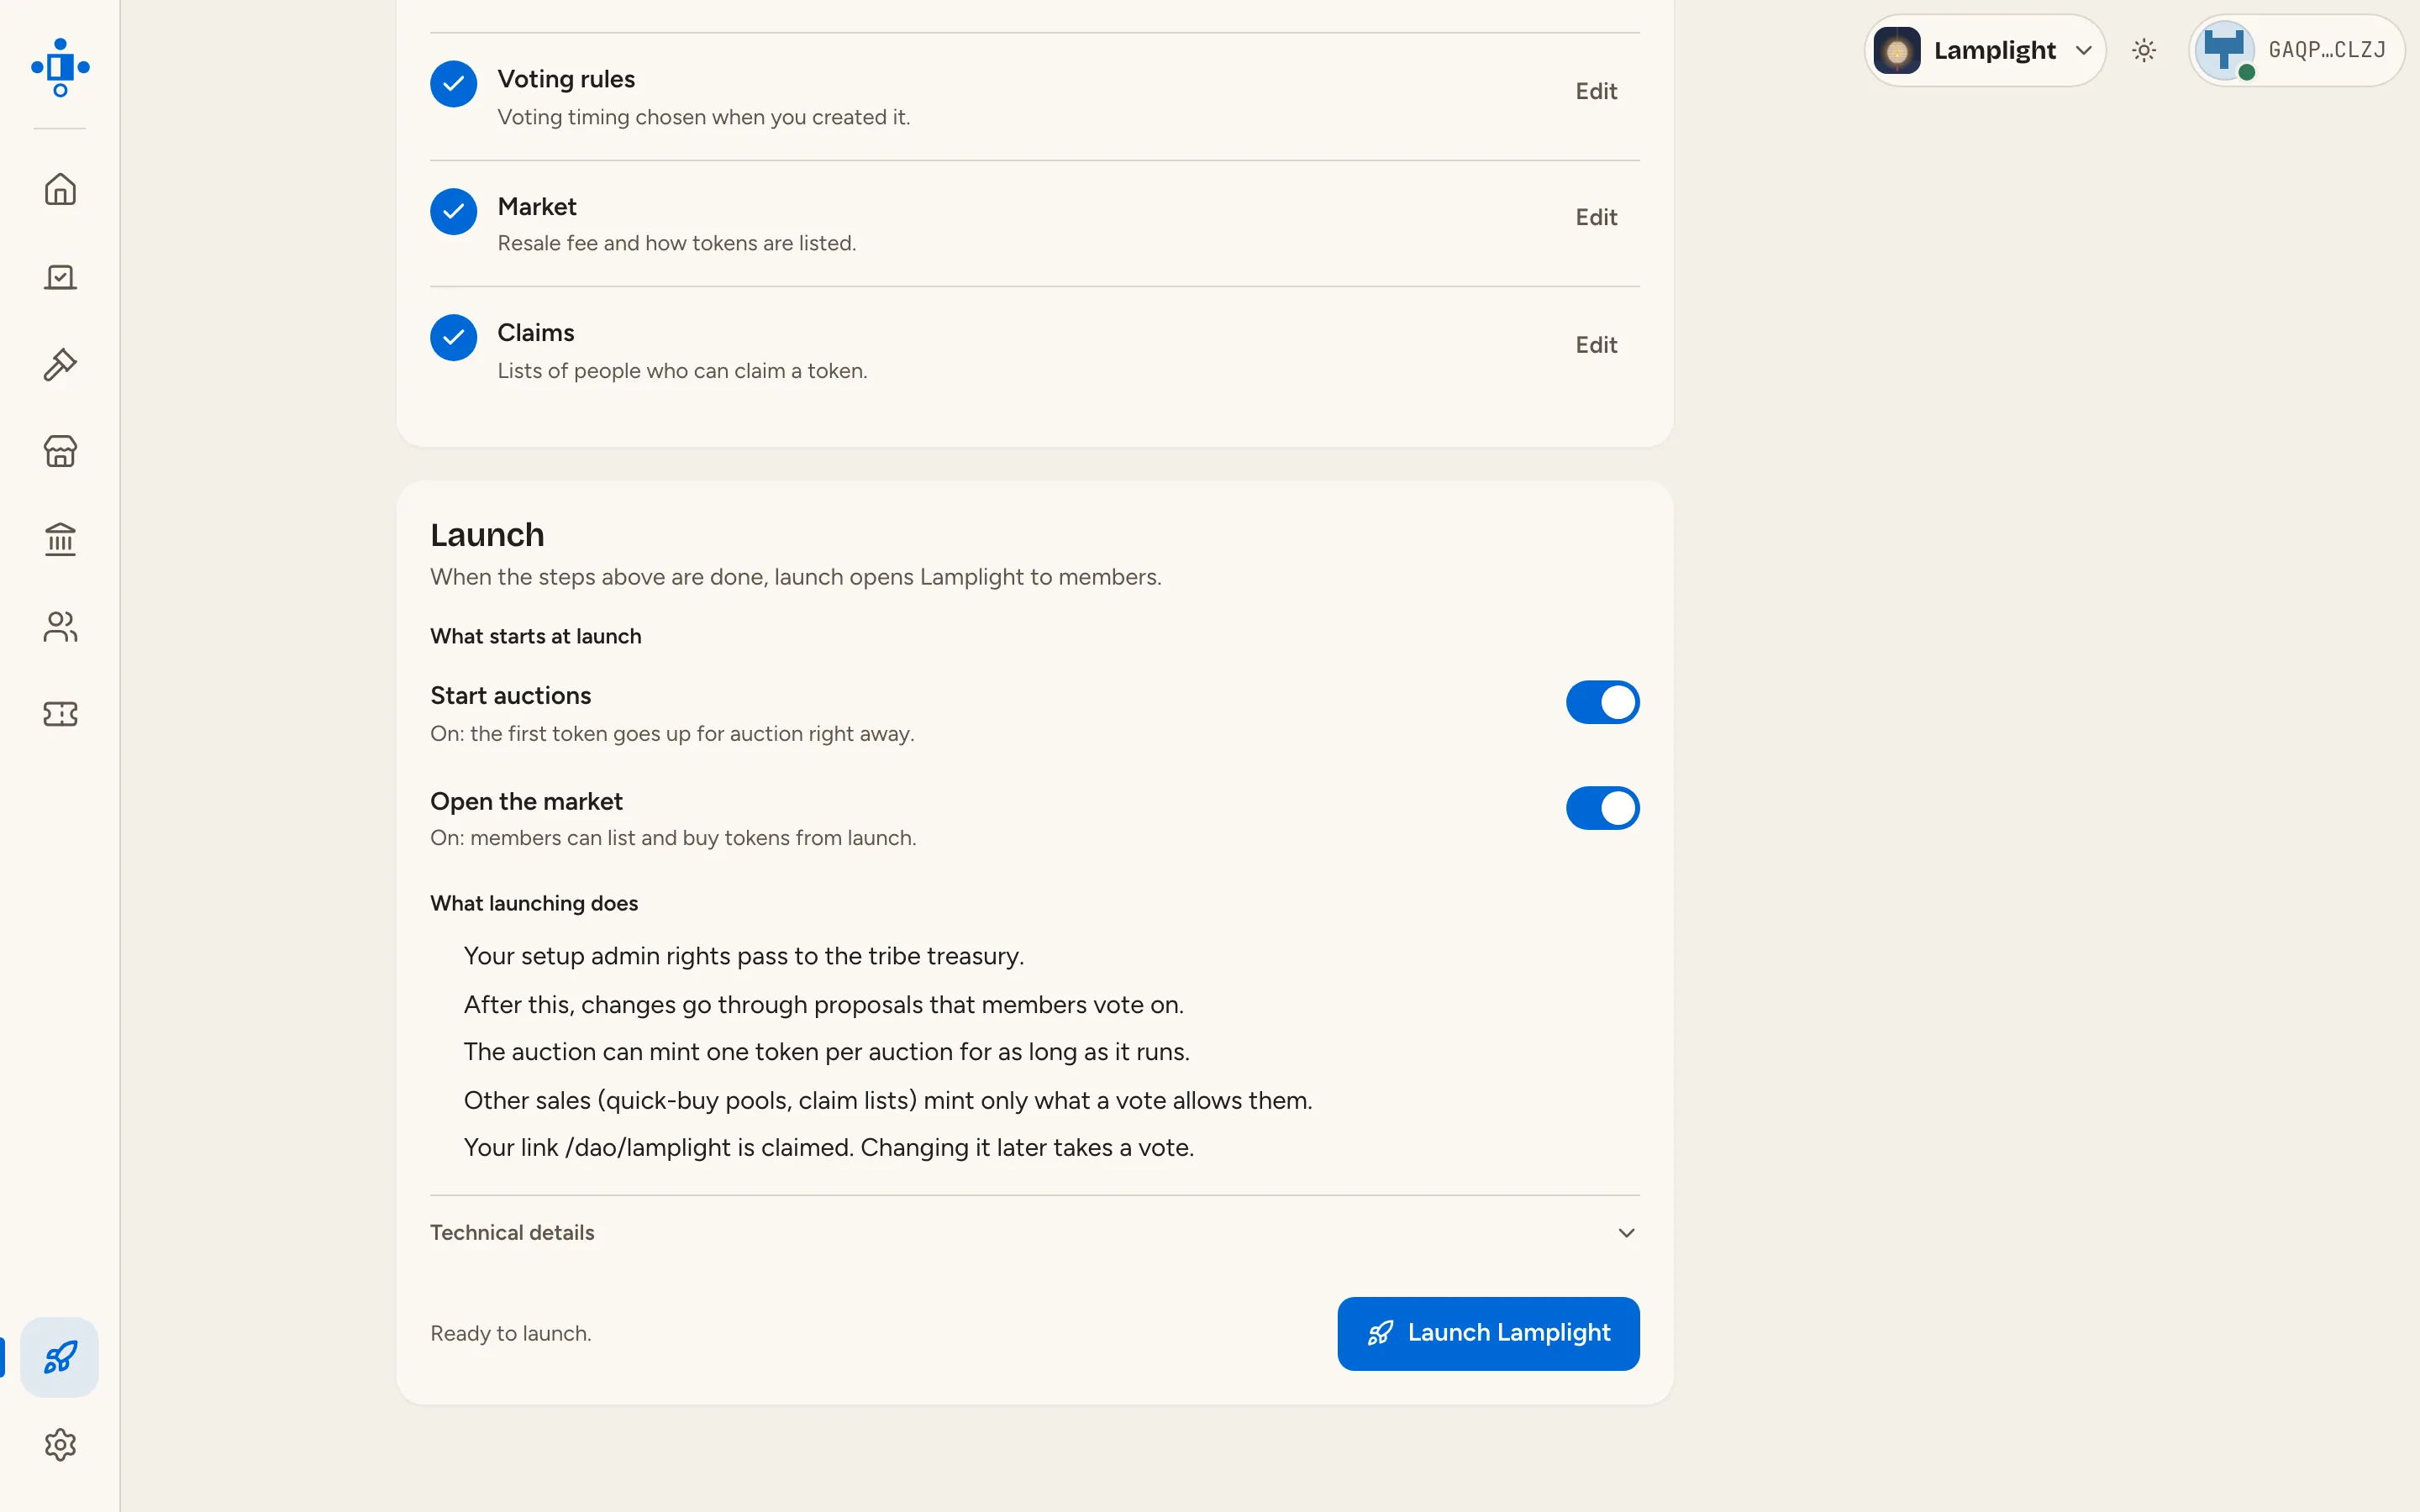 Lamplight
GAQP…CLZJ
Voting rules
Voting timing chosen when you created it.
Edit
Market
Resale fee and how tokens are listed.
Edit
Claims
Lists of people who can claim a token.
Edit
Launch
When the steps above are done, launch opens Lamplight to members.
What starts at launch
Start auctions
On: the first token goes up for auction right away.
Open the market
On: members can list and buy tokens from launch.
What launching does
Your setup admin rights pass to the tribe treasury.
After this, changes go through proposals that members vote on.
The auction can mint one token per auction for as long as it runs.
Other sales (quick-buy pools, claim lists) mint only what a vote allows them.
Your link /dao/lamplight is claimed. Changing it later takes a vote.
Technical details
Ready to launch.
Launch Lamplight